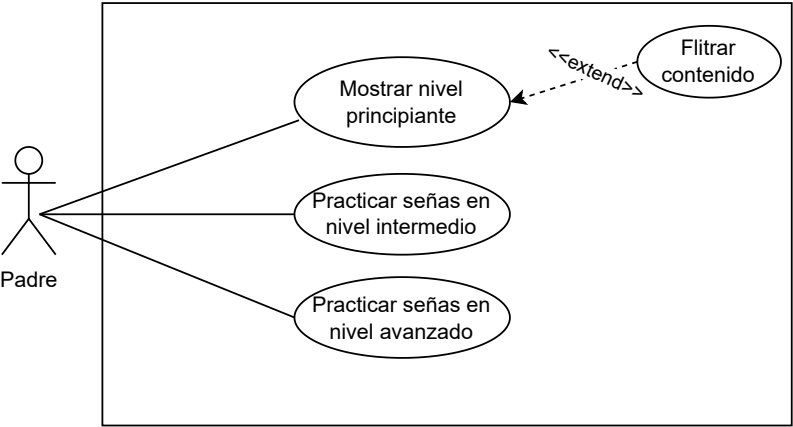 Flitrar
contenido
<<extend>>
Mostrar nivel
principiante
Practicar señas en
nivel intermedio
Padre
Practicar señas en
nivel avanzado